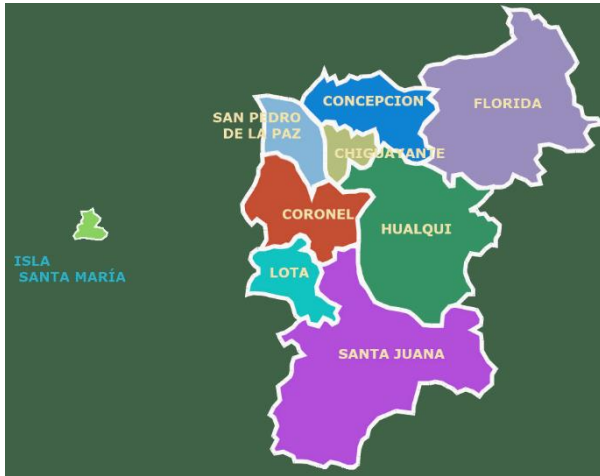 CONCEPCION
FLORIDA
SAN PEDRO
DE LA PAZ
CHIGUAYANTE
CORONEL
HUALQUI
ISLA
SANTA MARÍA
LOTA
SANTA JUANA